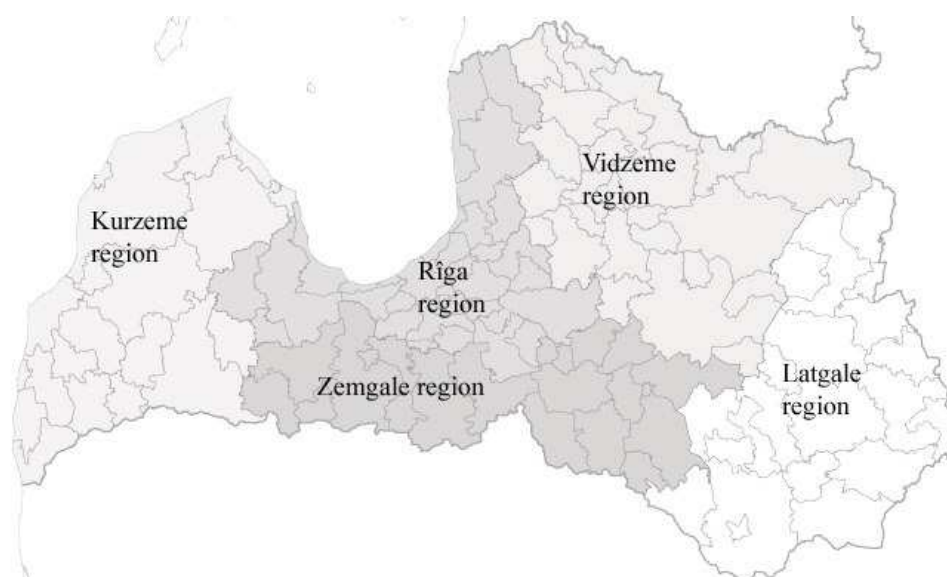 Vidzeme
region
Kurzeme
region
Rîga
region
Zemgale region
Latgale
region